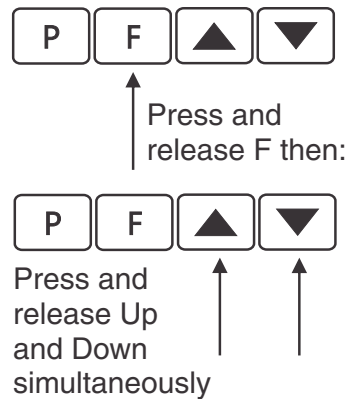 P F
Press and
release F then:
P F
Press and
release Up
and Down
simultaneously